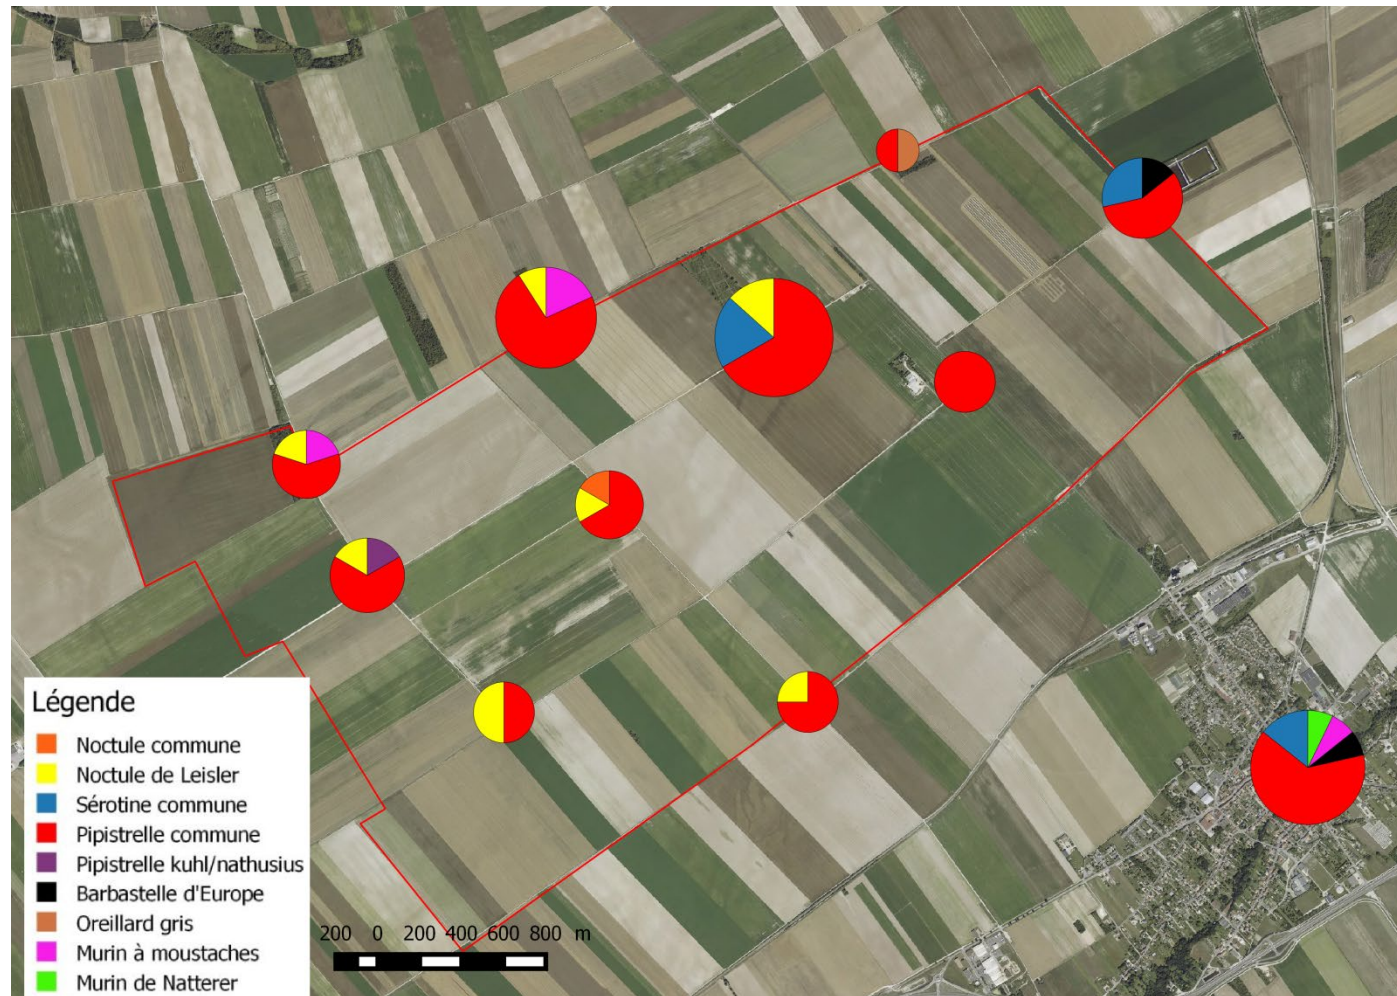 Légende
Noctule commune
Noctule de Leisler
Sérotine commune
Pipistrelle commune
Pipistrelle kuhl/nathusius
Barbastelle d'Europe
Oreillard gris
Murin à moustaches
Murin de Natterer
200 0 200 400 600 800 m